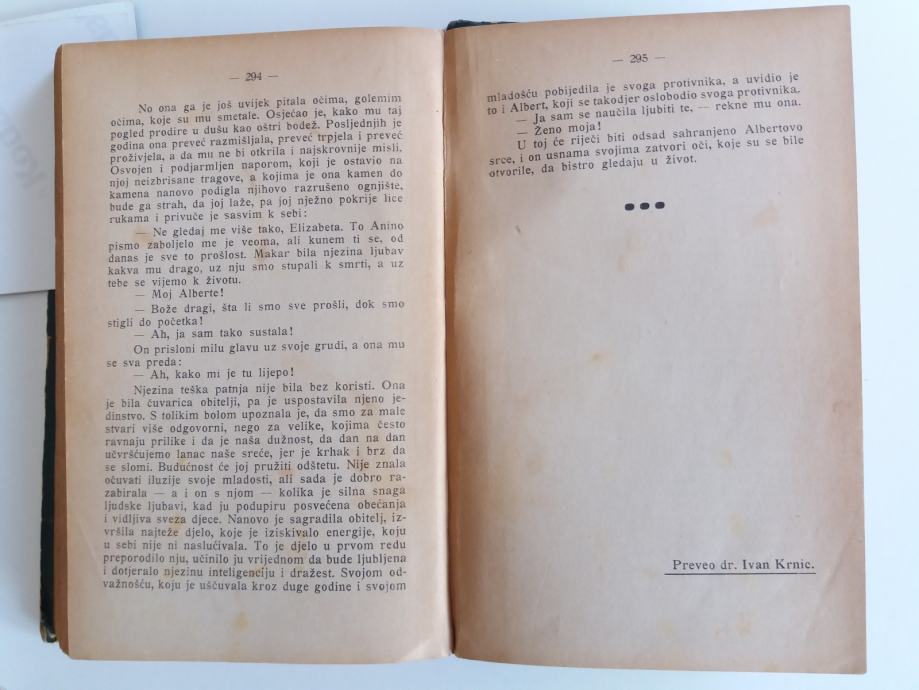 — 294 —
No ona ga je još uvijek pitala očima, golemim
očima, koje su mu smetale. Osjećao je, kako mu taj
pogled prodire u dušu kao oštri bodež. Posljednjih je
godina ona preveć razmišljala, preveć trpjela i preveć
proživjela, a da mu ne bi otkrila i najskrovnije misli.
Osvojen i podjarmljen naporom, koji je ostavio na
njoj neizbrisane tragove, a kojima je ona kamen do
kamena nanovo podigla njihovo razrušeno ognjište,
bude ga strah, da joj laže, pa joj nježno pokrije lice
rukama i privuče je sasvim k sebi:
— Ne gledaj me više tako, Elizabeta. To Anino
pismo zaboljelo me je veoma, ali kunem ti se, od
danas je sve to prošlost. Makar bila njezina ljubav
kakva mu drago, uz nju smo stupali k smrti, a uz
tebe se vijemo k životu.
— Moj Alberte!
— Bože dragi, šta li smo sve prošli, dok smo
stigli do početka!
— Ah, ja sam tako sustala!
On prisloni milu glavu uz svoje grudi, a ona mu
se sva preda:
— Ah, kako mi je tu lijepo!
Njezina teška patnja nije bila bez koristi. Ona
je bila čuvarica obitelji, pa je uspostavila njeno je-
dinstvo. S tolikim bolom upoznala je, da smo za male
stvari više odgovorni, nego za velike, kojima često
ravnaju prilike i da je naša dužnost, da dan na dan
učvršćujemo lanac naše sreće, jer je krhak i brz da
se slomi. Budućnost će joj pružiti odštetu. Nije znala
očuvati iluzije svoje mladosti, ali sada je dobro ra-
zabirala — a i on s njom — kolika je silna snaga
ljudske ljubavi, kad ju podupiru posvećena obećanja
i vidljiva sveza djece. Nanovo je sagradila obitelj, iz-
vršila najteže djelo, koje je iziskivalo energije, koju
u sebi nije ni naslućivala. To je djelo u prvom redu
preporodilo nju, učinilo ju vrijednom da bude ljubljena
i dotjeralo njezinu inteligenciju i dražest. Svojom od-
važnošću, koju je uščuvala kroz duge godine i svojom
— 295 —
mladošću pobijedila je svoga protivnika, a uvidio je
to i Albert, koji se takodjer oslobodio svoga protivnika.
— Ja sam se naučila ljubiti te, — rekne mu ona.
— Ženo moja!
U toj će riječi biti odsad sahranjeno Albertovo
srce, i on usnama svojima zatvori oči, koje su se bile
otvorile, da bistro gledaju u život.
Preveo dr. Ivan Krnic.